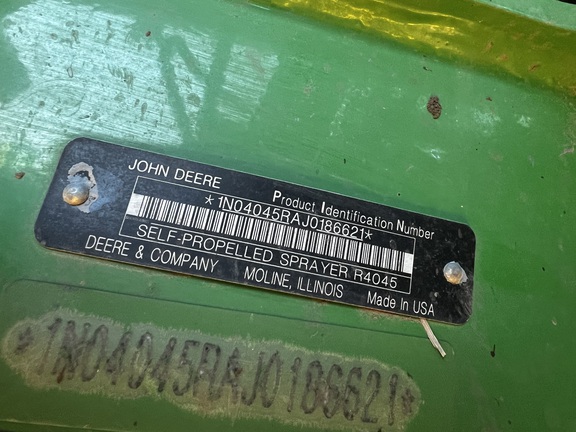 JOHN DEERE
Product Identification Number
*1N04045RAJ0186621*
SELF-PROPELLED SPRAYER R4045
DEERE & COMPANY MOLINE, ILLINOIS Made In USA
*1N04045RAJ0186621*